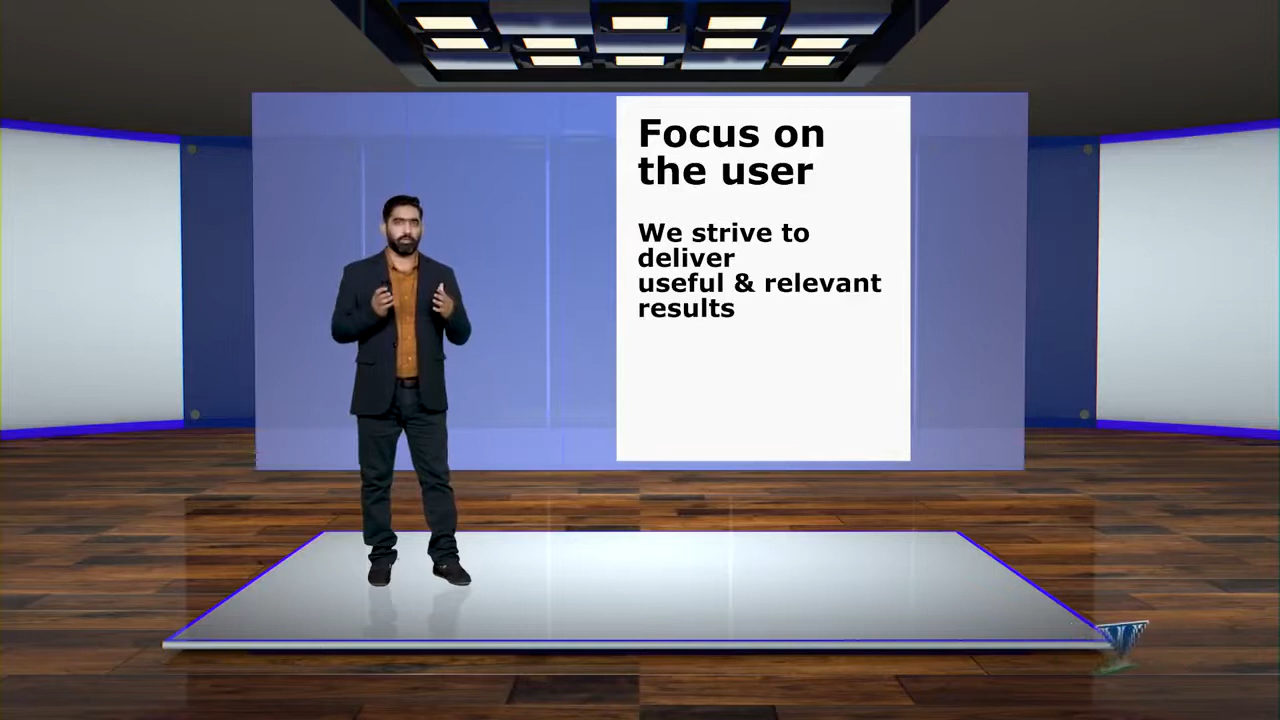 Focus on
the user
We strive to
deliver
useful & relevant
results